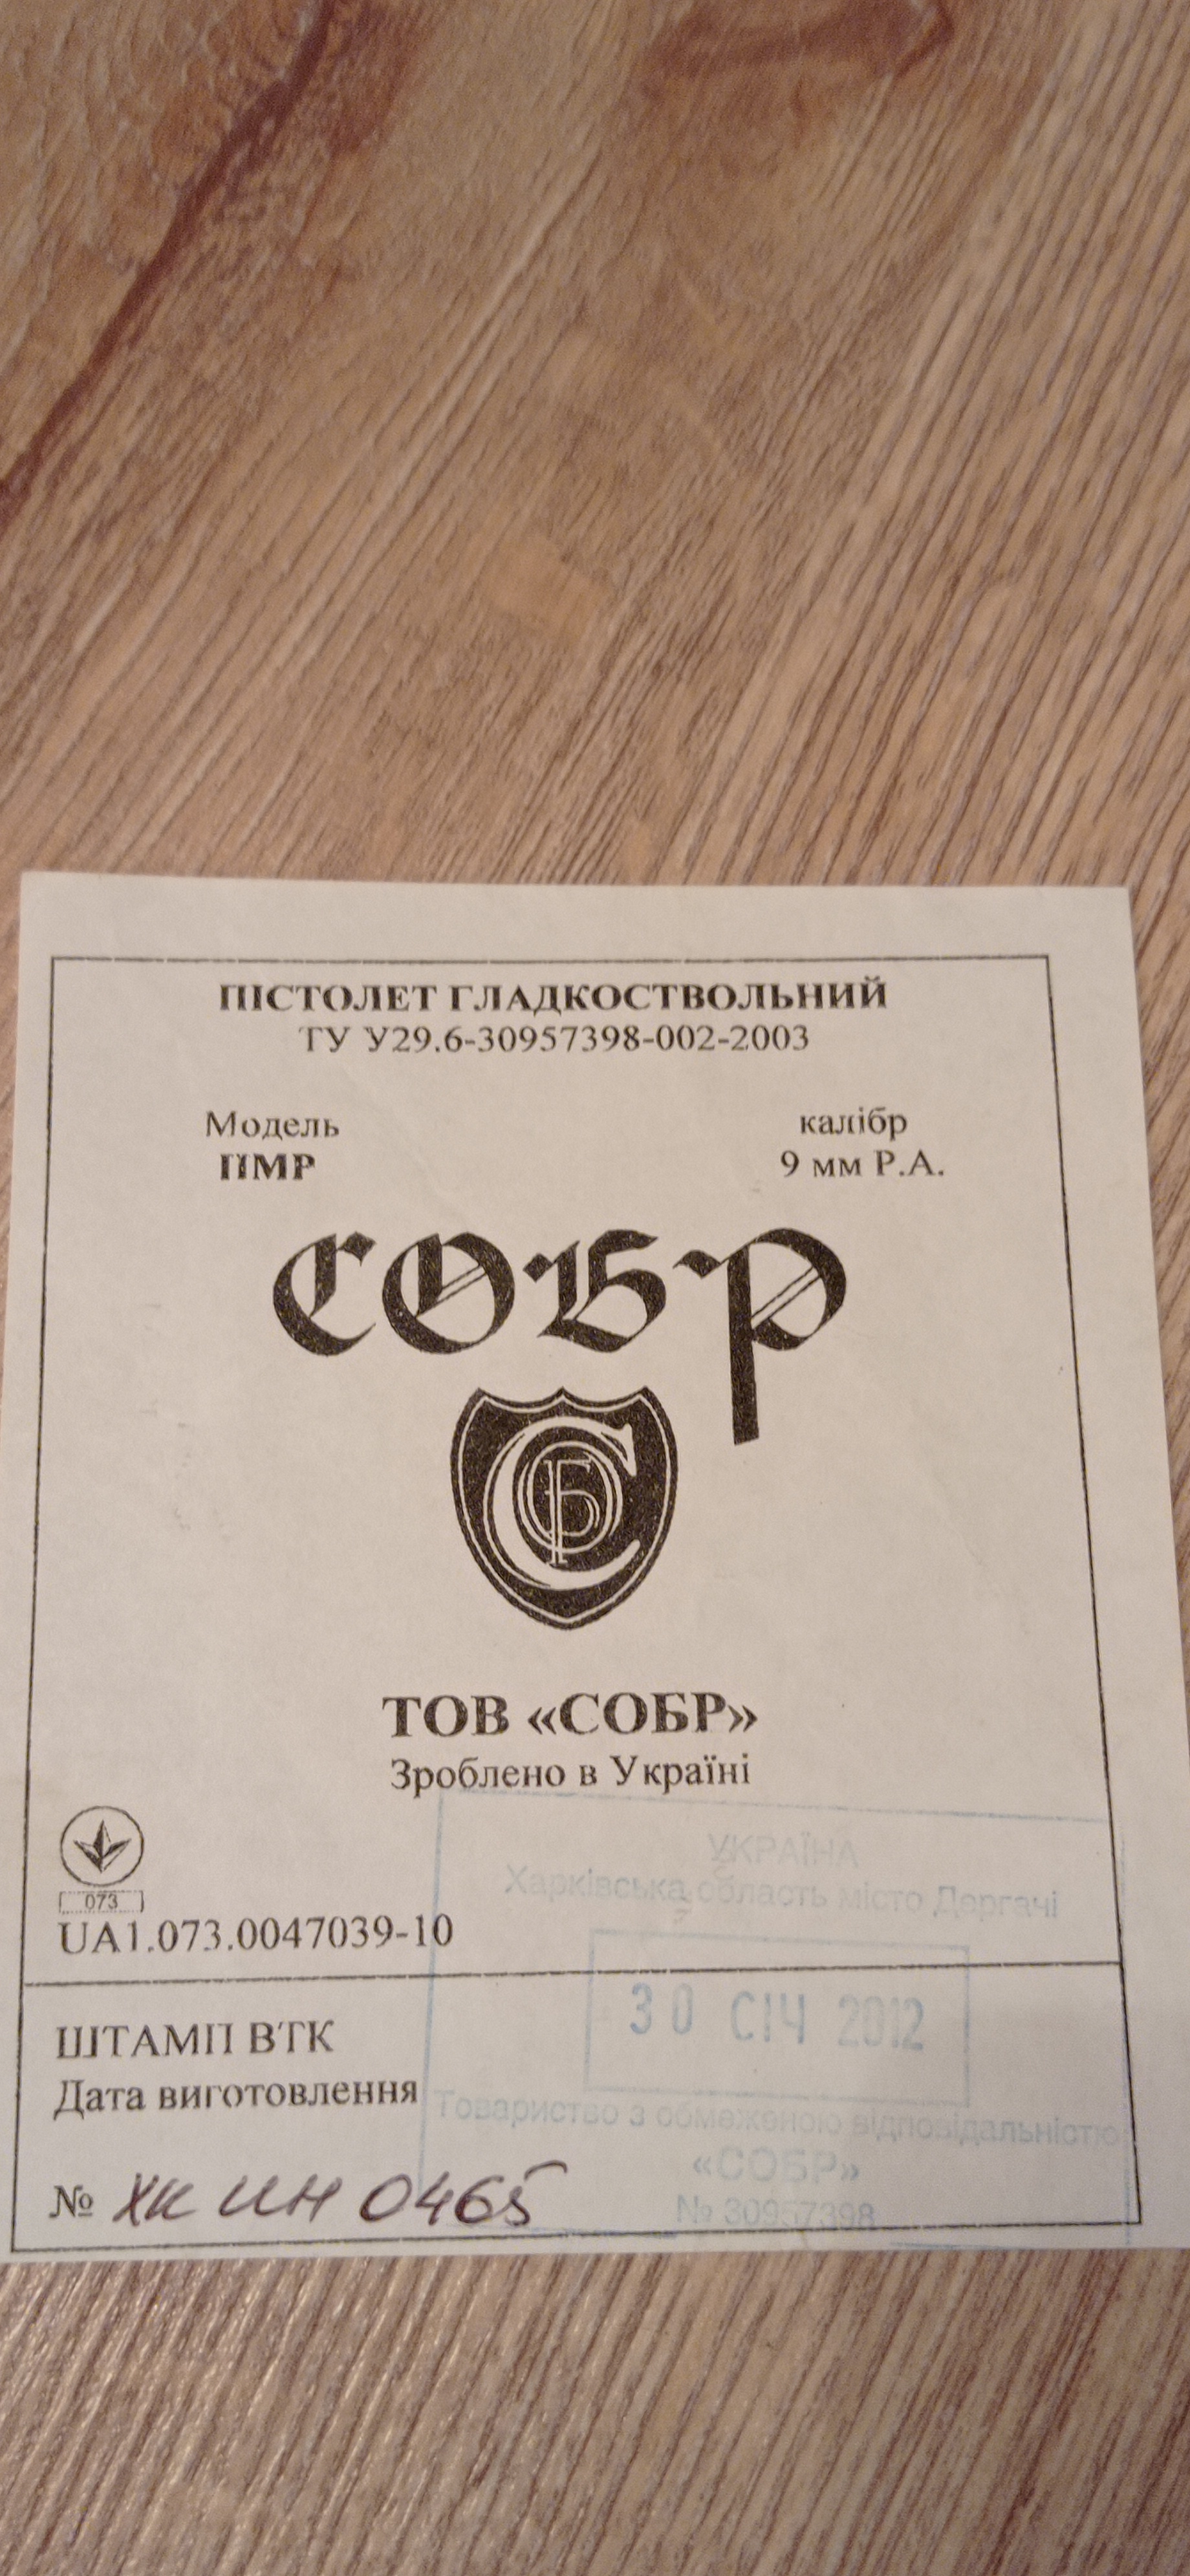 ПІСТОЛЕТ ГЛАДКОСТВОЛЬНИЙ
ТУ У29.6-30957398-002-2003
Модель калібр
ПМР 9 мм Р.А.
СОБР
ТОВ «СОБР»
Зроблено в Україні
УКРАЇНА
Харківська область місто Дергачі
073
UA1.073.0047039-10
30 СІЧ 2012
ШТАМП ВТК
Дата виготовлення
Товариство з обмеженою відповідальністю
«СОБР»
№ 30957398
№ ХК ИН 0465